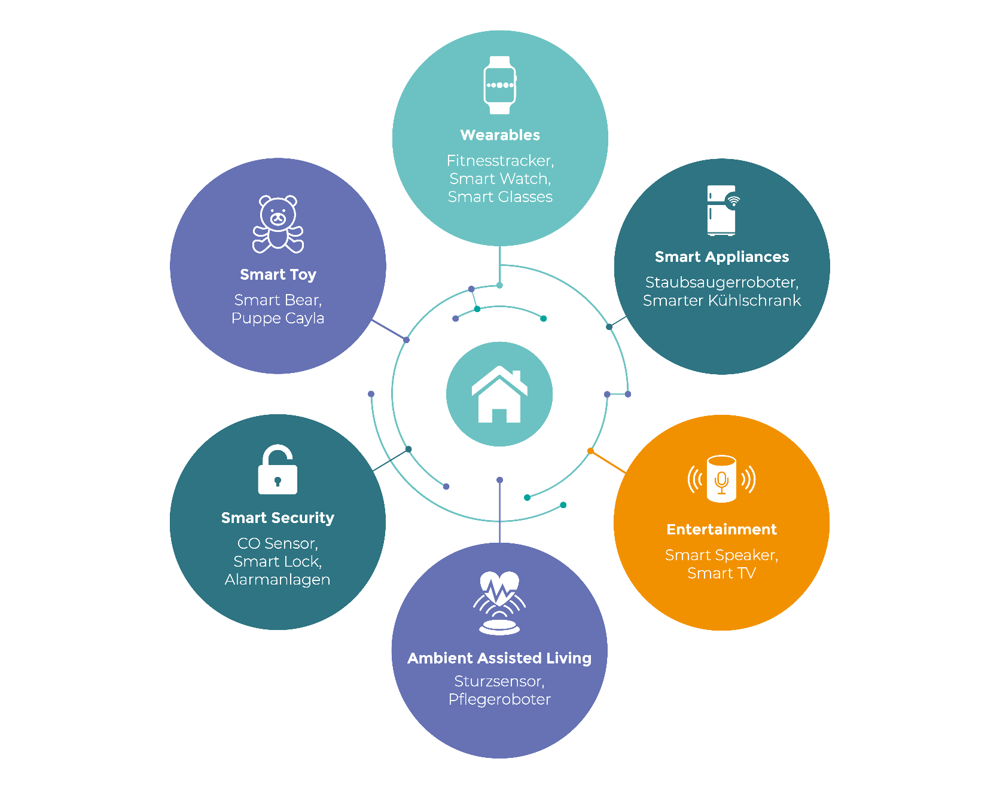 Wearables
Fitnesstracker,
Smart Watch,
Smart Glasses
Smart Appliances
Staubsaugerroboter,
Smarter Kühlschrank
Entertainment
Smart Speaker,
Smart TV
Ambient Assisted Living
Sturzsensor,
Pflegeroboter
Smart Security
CO Sensor,
Smart Lock,
Alarmanlagen
Smart Toy
Smart Bear,
Puppe Cayla